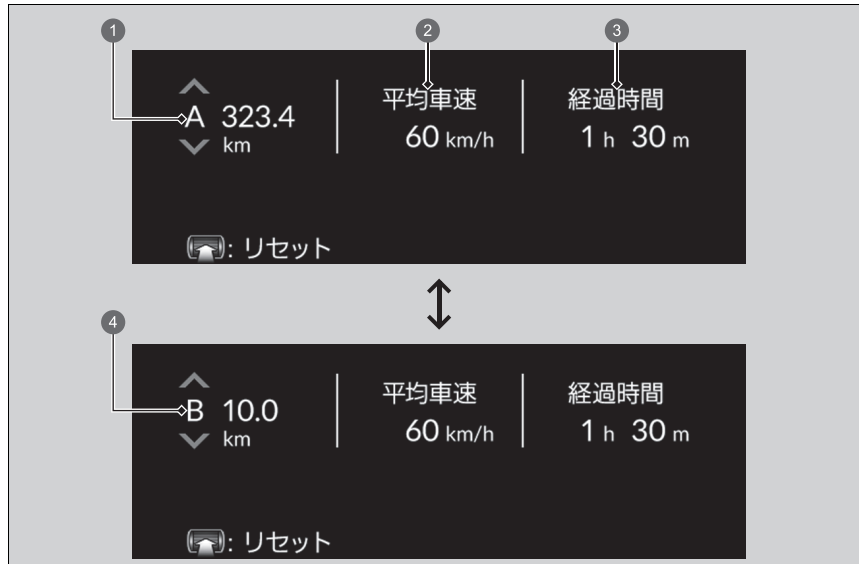 1 2 3
A 323.4
km
平均車速
60 km/h
経過時間
1 h 30 m
: リセット
4
B 10.0
km
平均車速
60 km/h
経過時間
1 h 30 m
: リセット